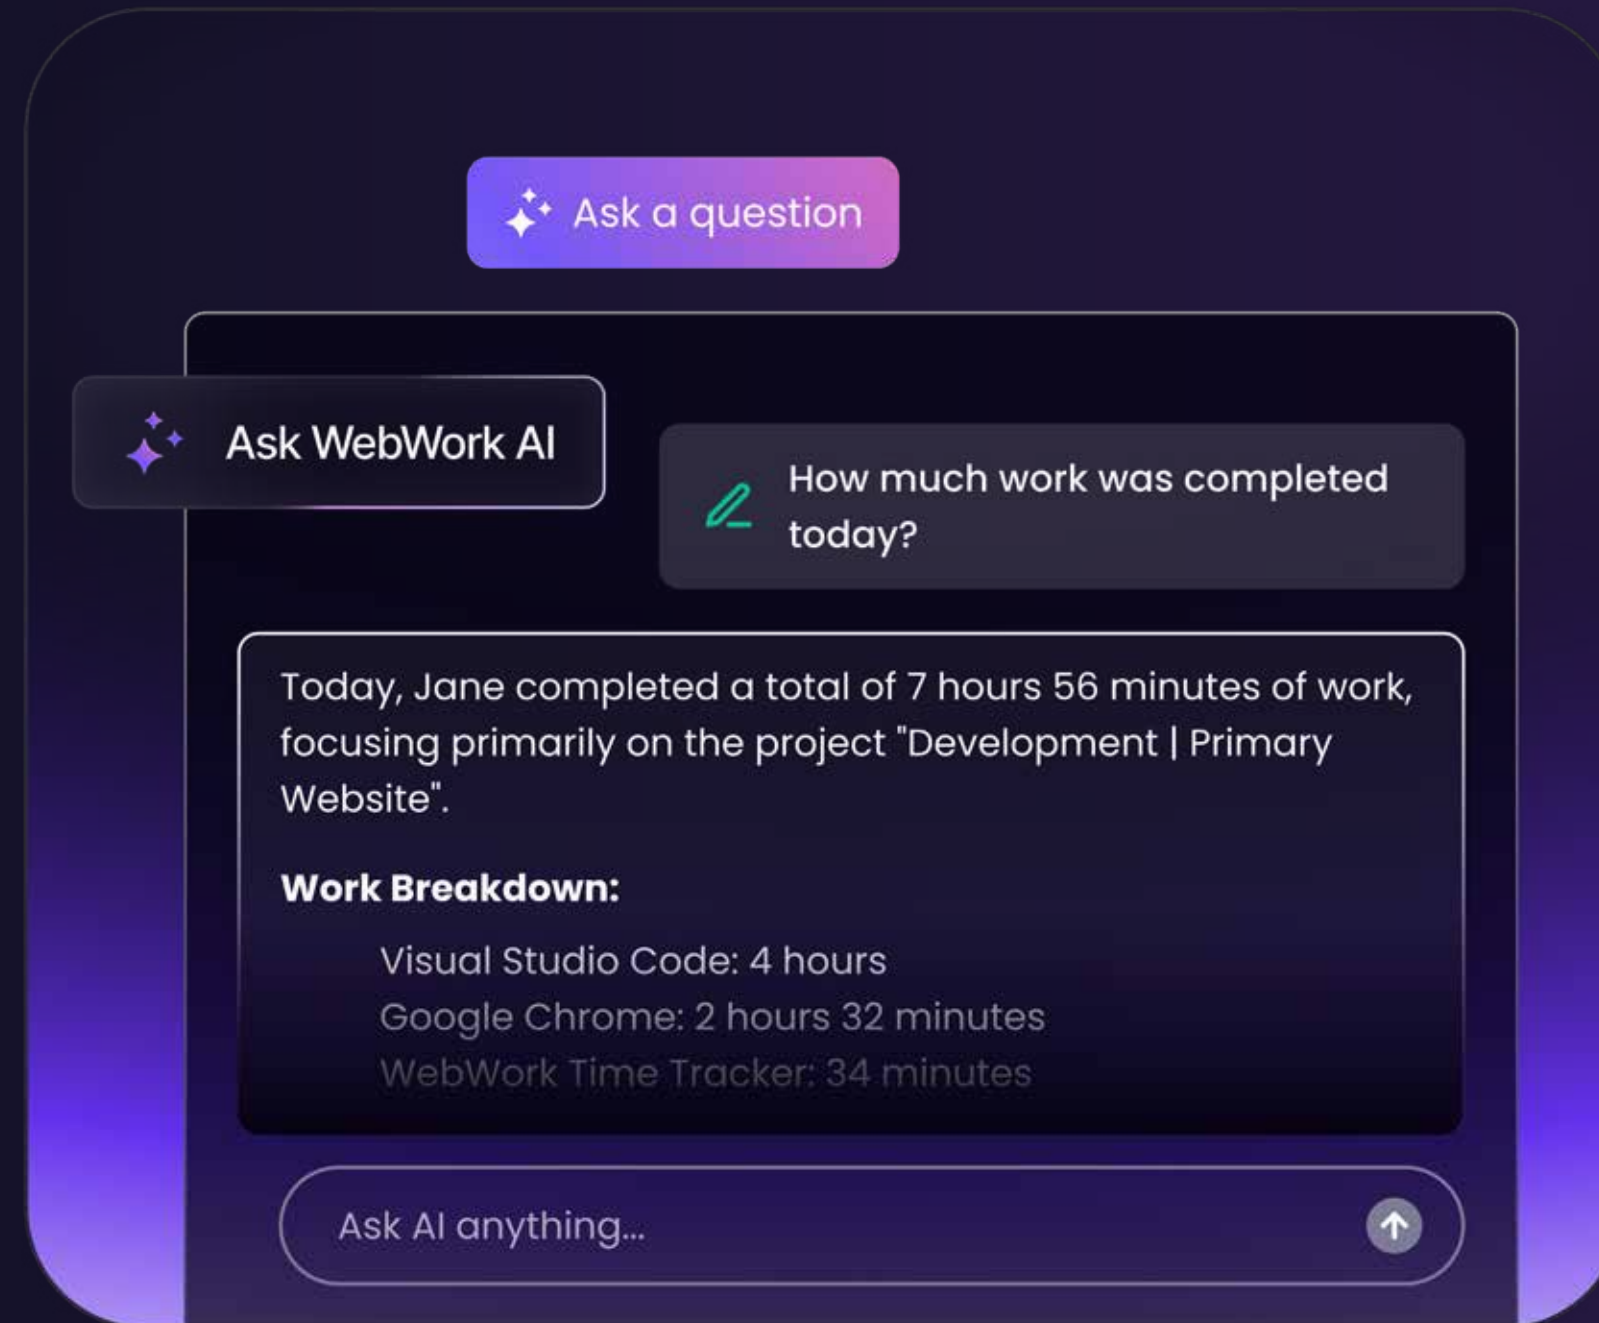 Ask a question
Ask WebWork AI
How much work was completed
today?
Today, Jane completed a total of 7 hours 56 minutes of work,
focusing primarily on the project "Development | Primary
Website".
Work Breakdown:
Visual Studio Code: 4 hours
Google Chrome: 2 hours 32 minutes
WebWork Time Tracker: 34 minutes
Ask AI anything...